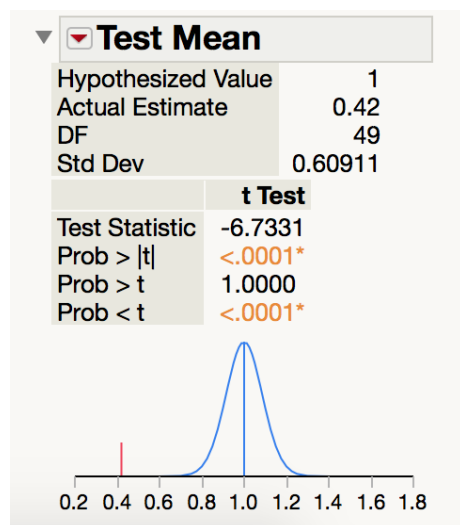 Test Mean
Hypothesized Value 1
Actual Estimate 0.42
DF 49
Std Dev 0.60911
t Test
Test Statistic -6.7331
Prob > |t| <.0001*
Prob > t 1.0000
Prob < t <.0001*
0.2 0.4 0.6 0.8 1.0 1.2 1.4 1.6 1.8